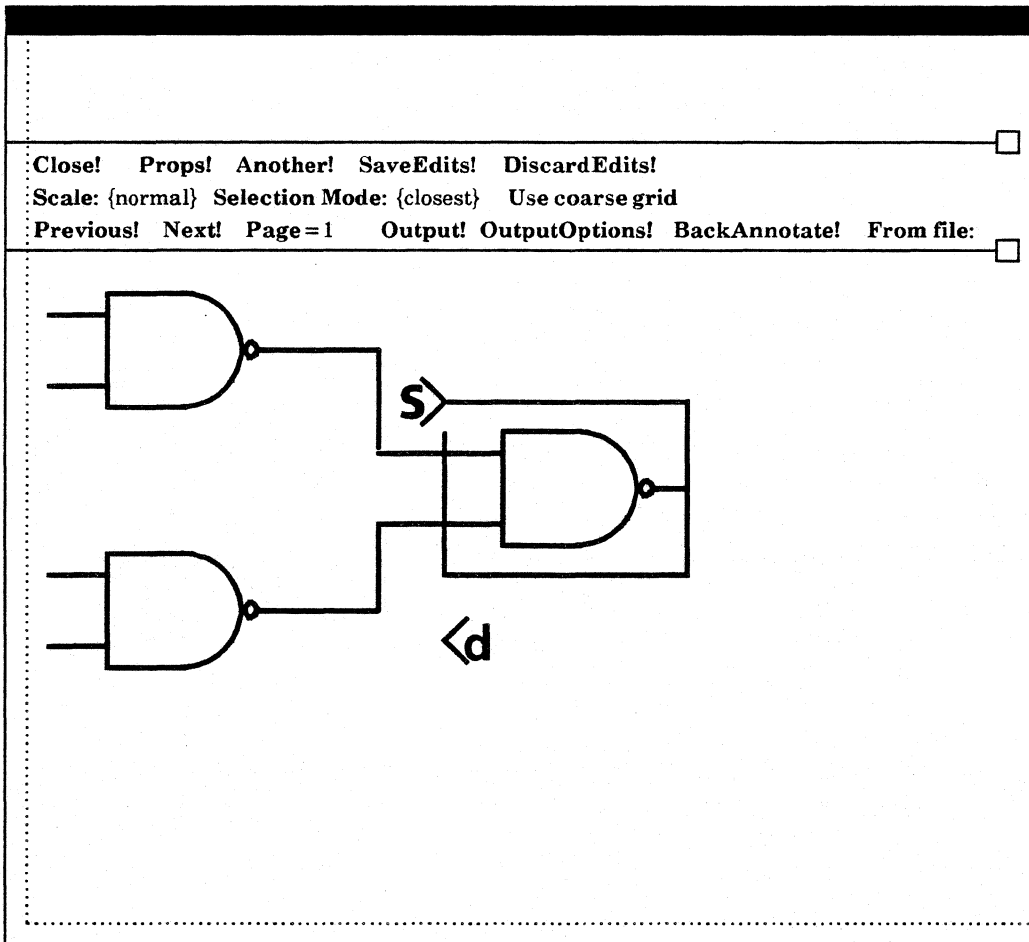 Close! Props! Another! SaveEdits! DiscardEdits!
Scale: {normal} Selection Mode: {closest} Use coarse grid
Previous! Next! Page=1 Output! OutputOptions! BackAnnotate! From file:
S
d